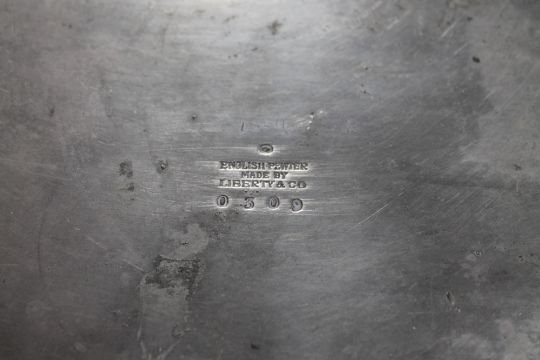 ENGLISH PEWTER
MADE BY
LIBERTY & CO
0309